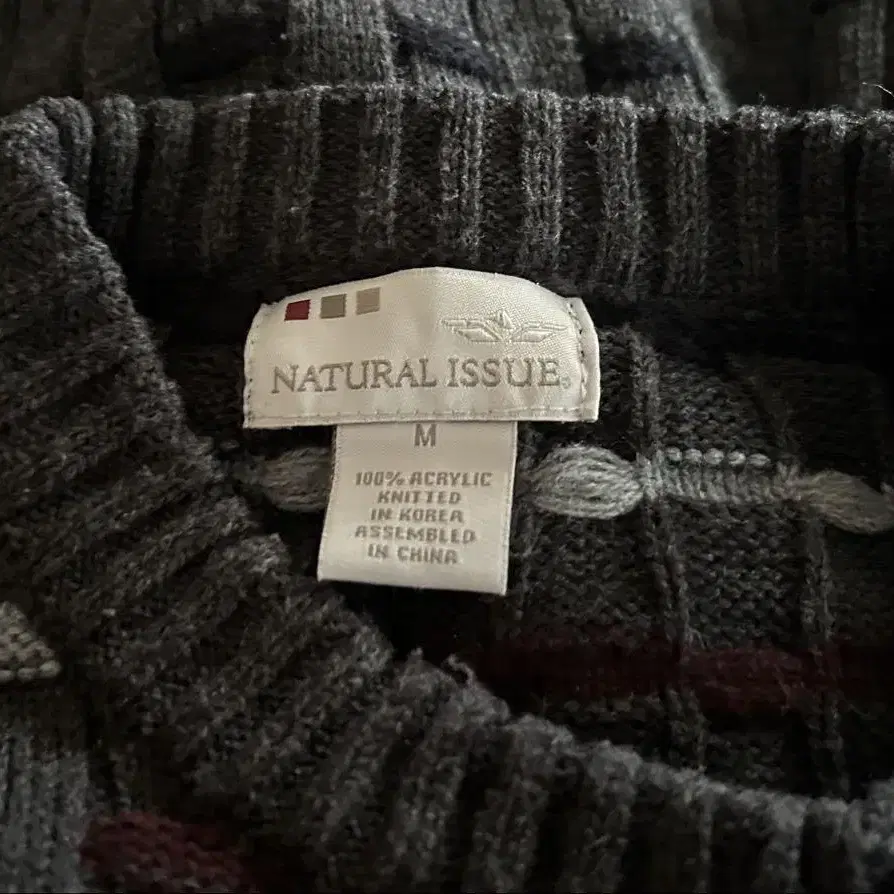 NATURAL ISSUE
M
100% ACRYLIC
KNITTED
IN KOREA
ASSEMBLED
IN CHINA